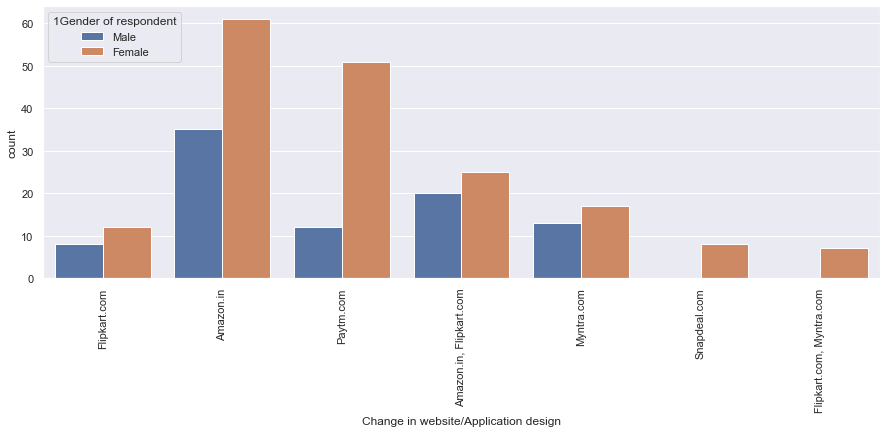 1Gender of respondent
Male
Female
60
50
40
30
20
10
0
count
Flipkart.com
Amazon.in
Paytm.com
Amazon.in, Flipkart.com
Myntra.com
Snapdeal.com
Flipkart.com, Myntra.com
Change in website/Application design